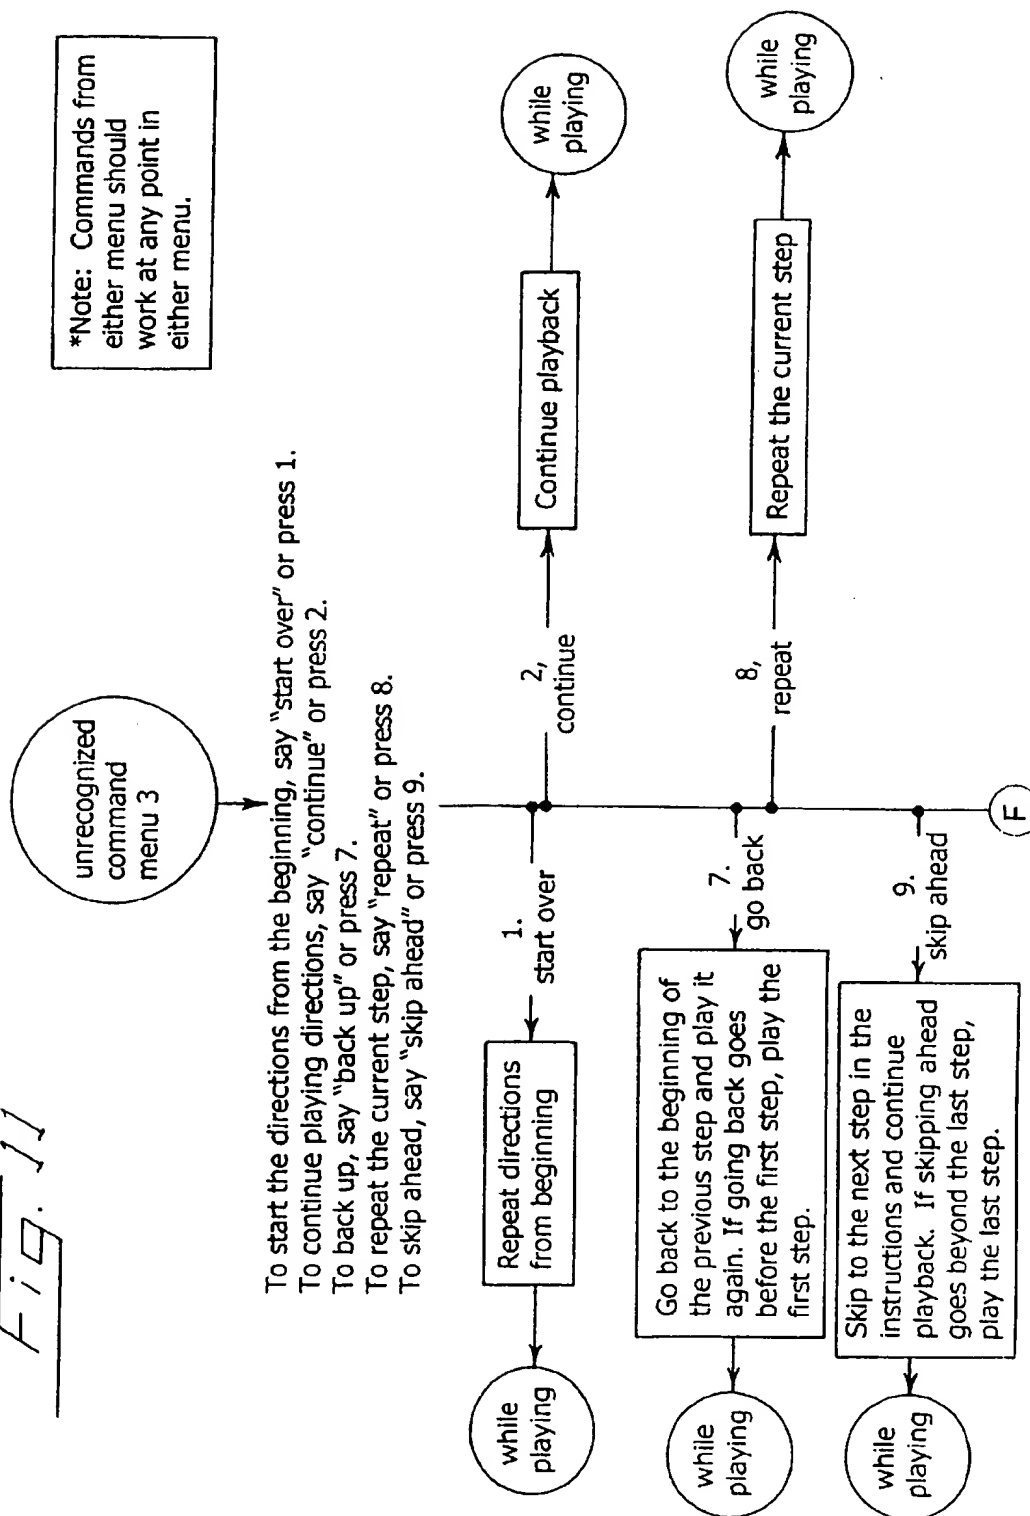 Fig. 11
unrecognized
command
menu 3
*Note: Commands from
either menu should
work at any point in
either menu.
To start the directions from the beginning, say "start over" or press 1.
To continue playing directions, say "continue" or press 2.
To back up, say "back up" or press 7.
To repeat the current step, say "repeat" or press 8.
To skip ahead, say "skip ahead" or press 9.
while
playing
Repeat directions
from beginning
1.
start over
2,
continue
Continue playback
while
playing
while
playing
Go back to the beginning of
the previous step and play it
again. If going back goes
before the first step, play the
first step.
7.
go back
8,
repeat
Repeat the current step
while
playing
while
playing
Skip to the next step in the
instructions and continue
playback. If skipping ahead
goes beyond the last step,
play the last step.
9.
skip ahead
F